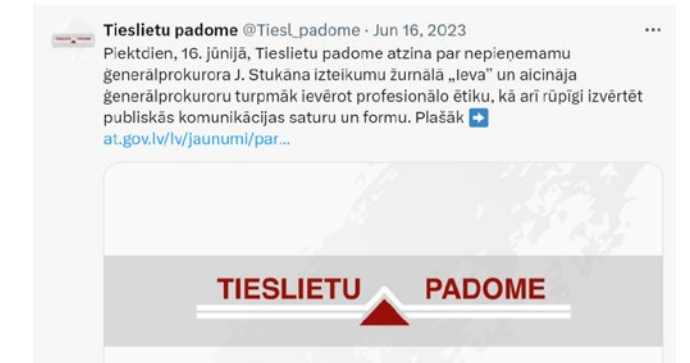 Tieslietu padome @Tiesl_padome · Jun 16, 2023
Piektdien, 16. jūnijā, Tieslietu padome atzina par nepieņemamu
ģenerālprokurora J. Stukāna izteikumu žurnālā „Ieva” un aicināja
ģenerālprokuroru turpmāk ievērot profesionālo ētiku, kā arī rūpīgi izvērtēt
publiskās komunikācijas saturu un formu. Plašāk ➡️
at.gov.lv/lv/jaunumi/par...
TIESLIETU PADOME